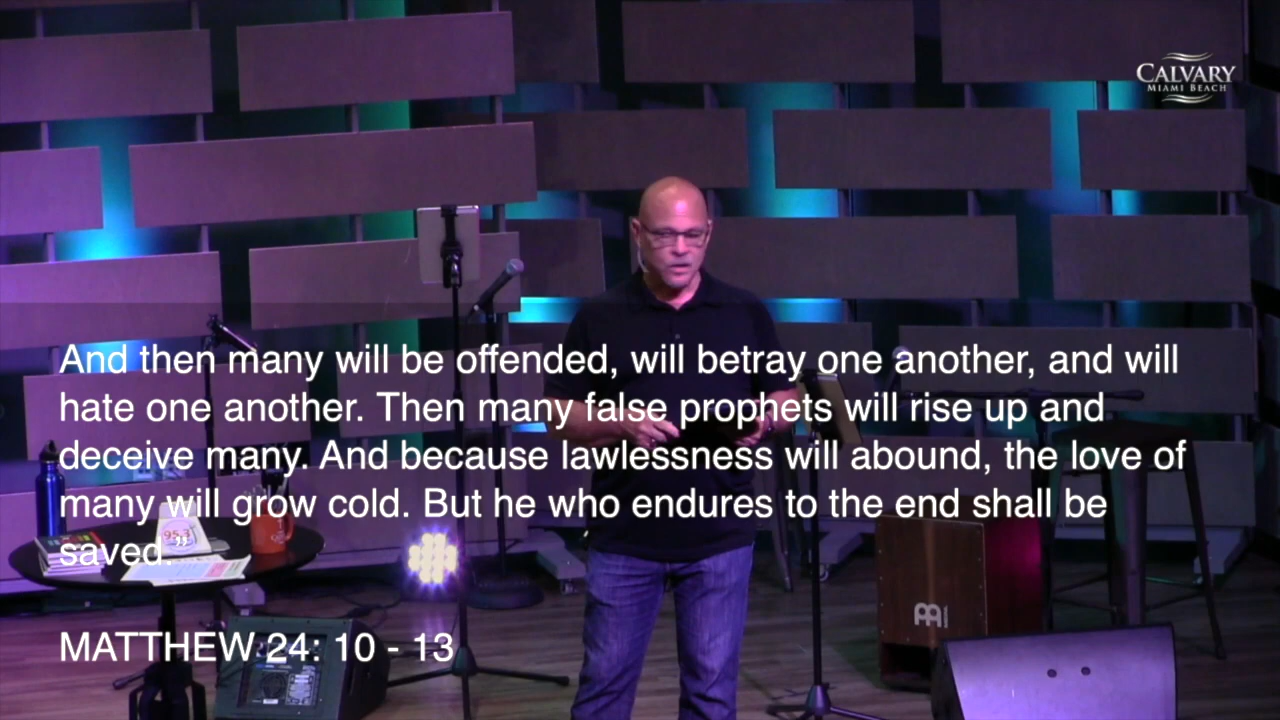 CALVARY
MIAMI BEACH
And then many will be offended, will betray one another, and will
hate one another. Then many false prophets will rise up and
deceive many. And because lawlessness will abound, the love of
many will grow cold. But he who endures to the end shall be
saved.”
MATTHEW 24: 10 - 13